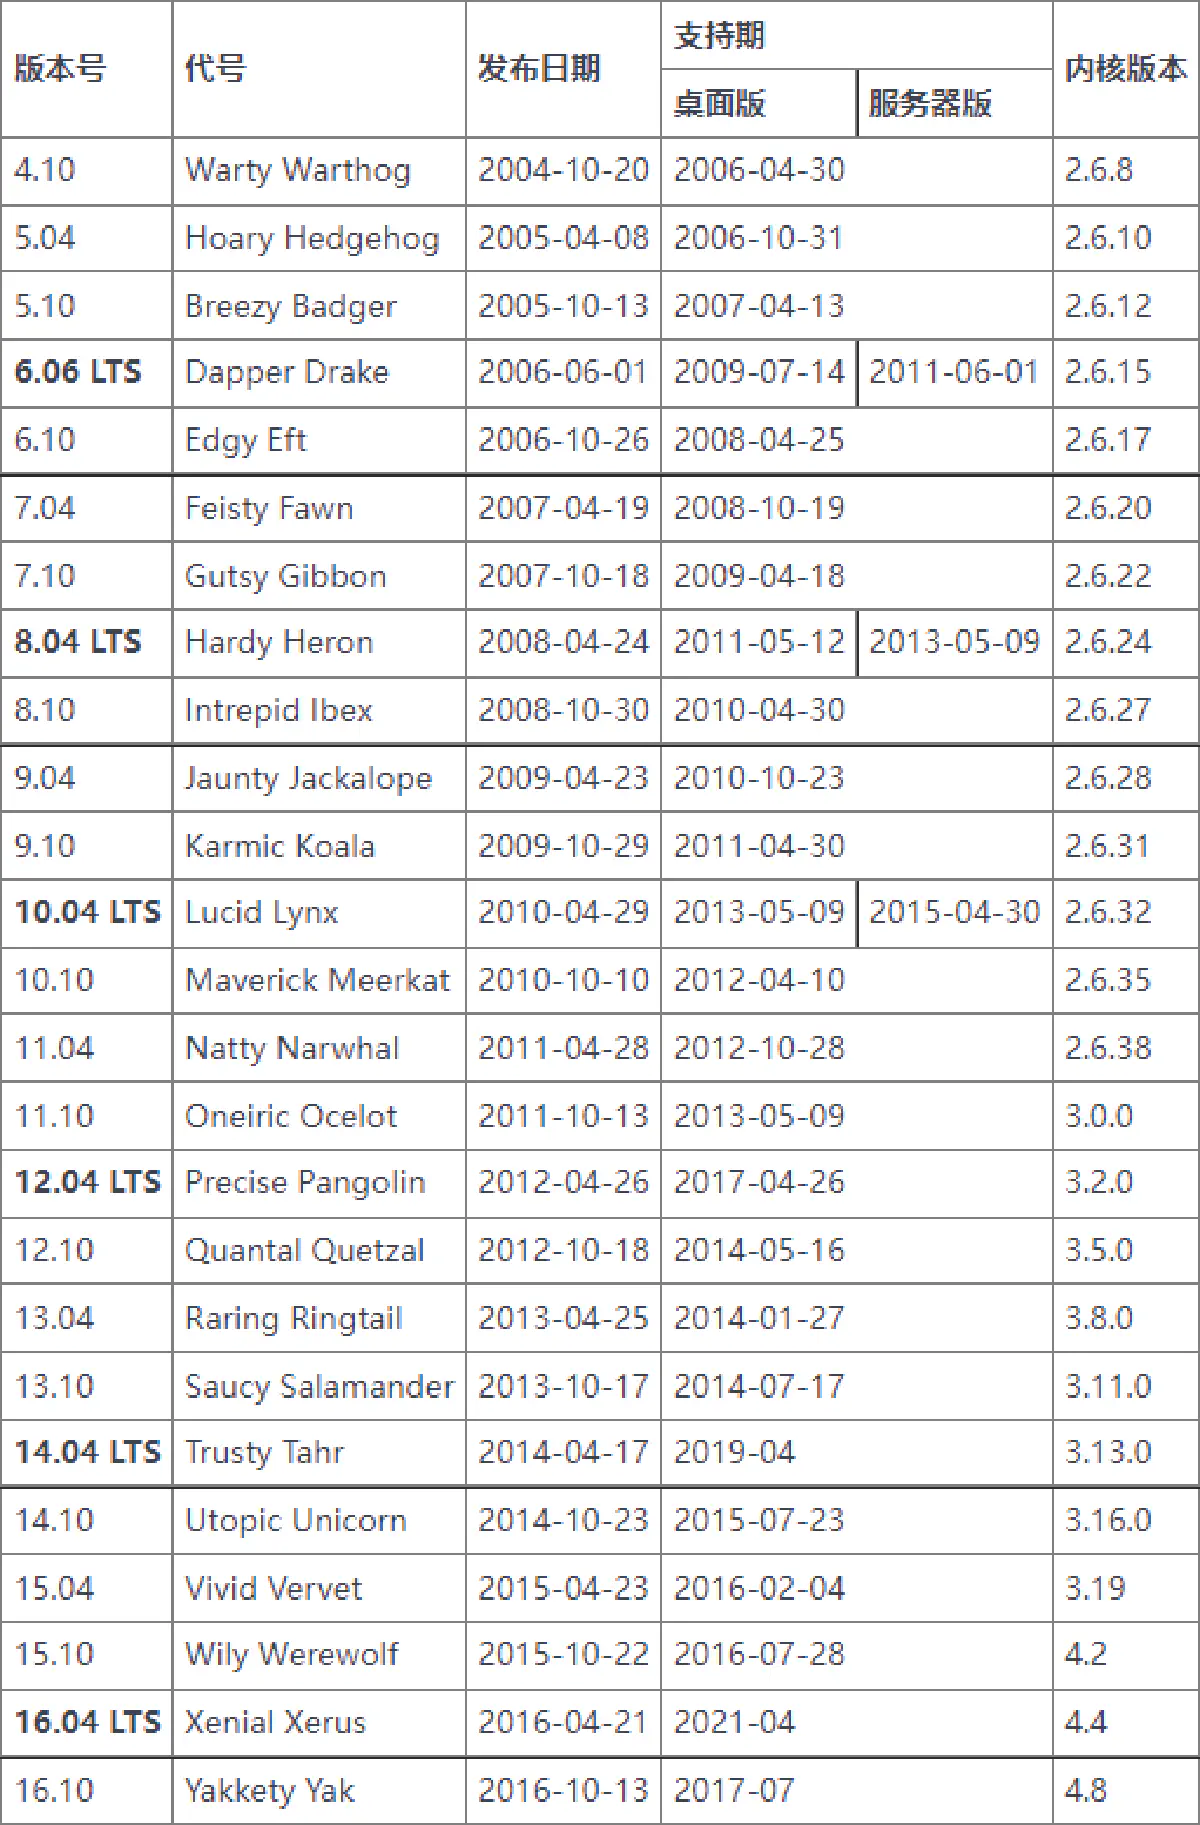 版本号 代号 发布日期 支持期 内核版本
桌面版 服务器版
4.10 Warty Warthog 2004-10-20 2006-04-30 2.6.8
5.04 Hoary Hedgehog 2005-04-08 2006-10-31 2.6.10
5.10 Breezy Badger 2005-10-13 2007-04-13 2.6.12
6.06 LTS Dapper Drake 2006-06-01 2009-07-14 2011-06-01 2.6.15
6.10 Edgy Eft 2006-10-26 2008-04-25 2.6.17
7.04 Feisty Fawn 2007-04-19 2008-10-19 2.6.20
7.10 Gutsy Gibbon 2007-10-18 2009-04-18 2.6.22
8.04 LTS Hardy Heron 2008-04-24 2011-05-12 2013-05-09 2.6.24
8.10 Intrepid Ibex 2008-10-30 2010-04-30 2.6.27
9.04 Jaunty Jackalope 2009-04-23 2010-10-23 2.6.28
9.10 Karmic Koala 2009-10-29 2011-04-30 2.6.31
10.04 LTS Lucid Lynx 2010-04-29 2013-05-09 2015-04-30 2.6.32
10.10 Maverick Meerkat 2010-10-10 2012-04-10 2.6.35
11.04 Natty Narwhal 2011-04-28 2012-10-28 2.6.38
11.10 Oneiric Ocelot 2011-10-13 2013-05-09 3.0.0
12.04 LTS Precise Pangolin 2012-04-26 2017-04-26 3.2.0
12.10 Quantal Quetzal 2012-10-18 2014-05-16 3.5.0
13.04 Raring Ringtail 2013-04-25 2014-01-27 3.8.0
13.10 Saucy Salamander 2013-10-17 2014-07-17 3.11.0
14.04 LTS Trusty Tahr 2014-04-17 2019-04 3.13.0
14.10 Utopic Unicorn 2014-10-23 2015-07-23 3.16.0
15.04 Vivid Vervet 2015-04-23 2016-02-04 3.19
15.10 Wily Werewolf 2015-10-22 2016-07-28 4.2
16.04 LTS Xenial Xerus 2016-04-21 2021-04 4.4
16.10 Yakkety Yak 2016-10-13 2017-07 4.8